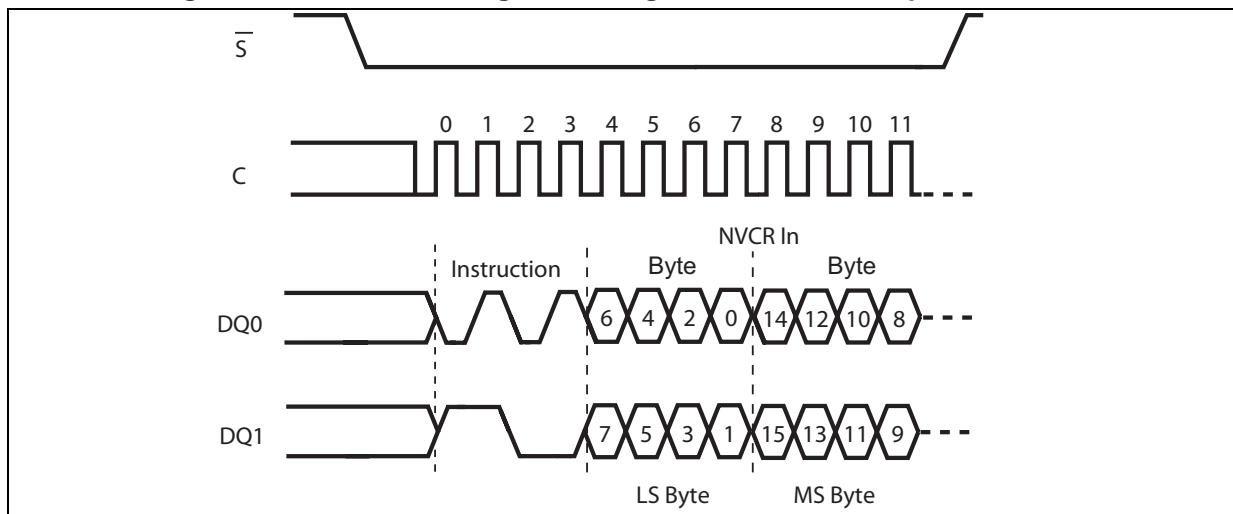 S
0 1 2 3 4 5 6 7 8 9 10 11
C
NVCR In
Instruction Byte Byte
DQ0 6 4 2 0 14 12 10 8
DQ1 7 5 3 1 15 13 11 9
LS Byte MS Byte